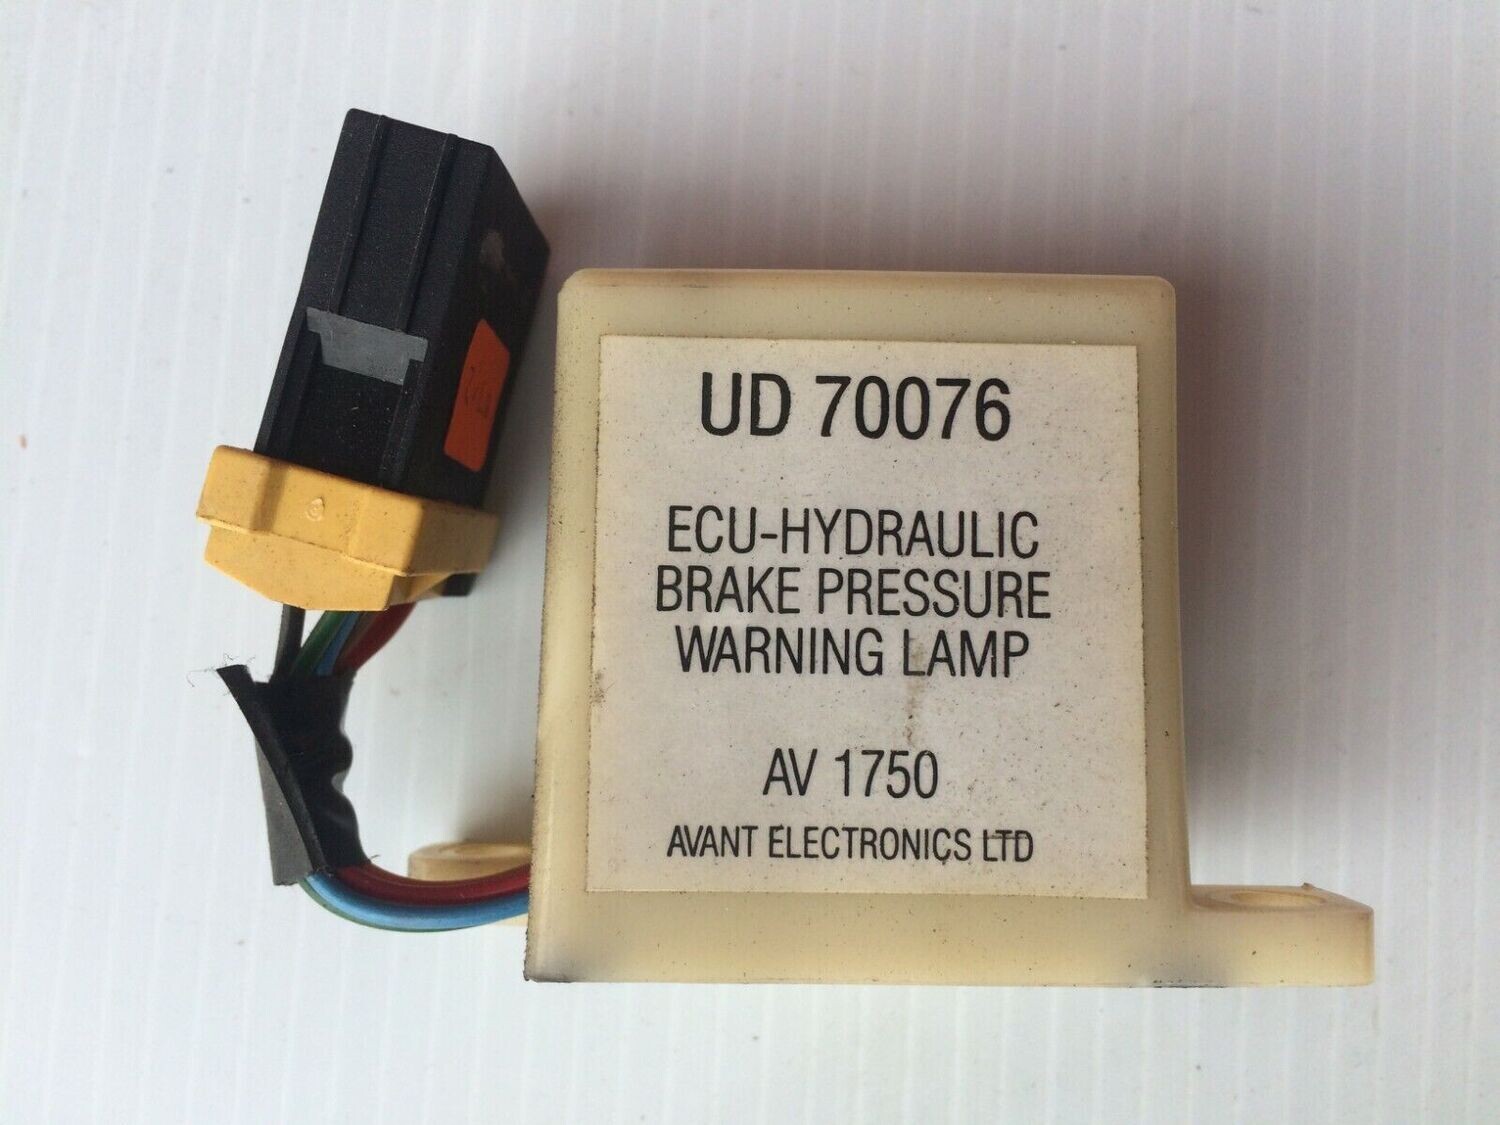 UD 70076
ECU-HYDRAULIC
BRAKE PRESSURE
WARNING LAMP
AV 1750
AVANT ELECTRONICS LTD